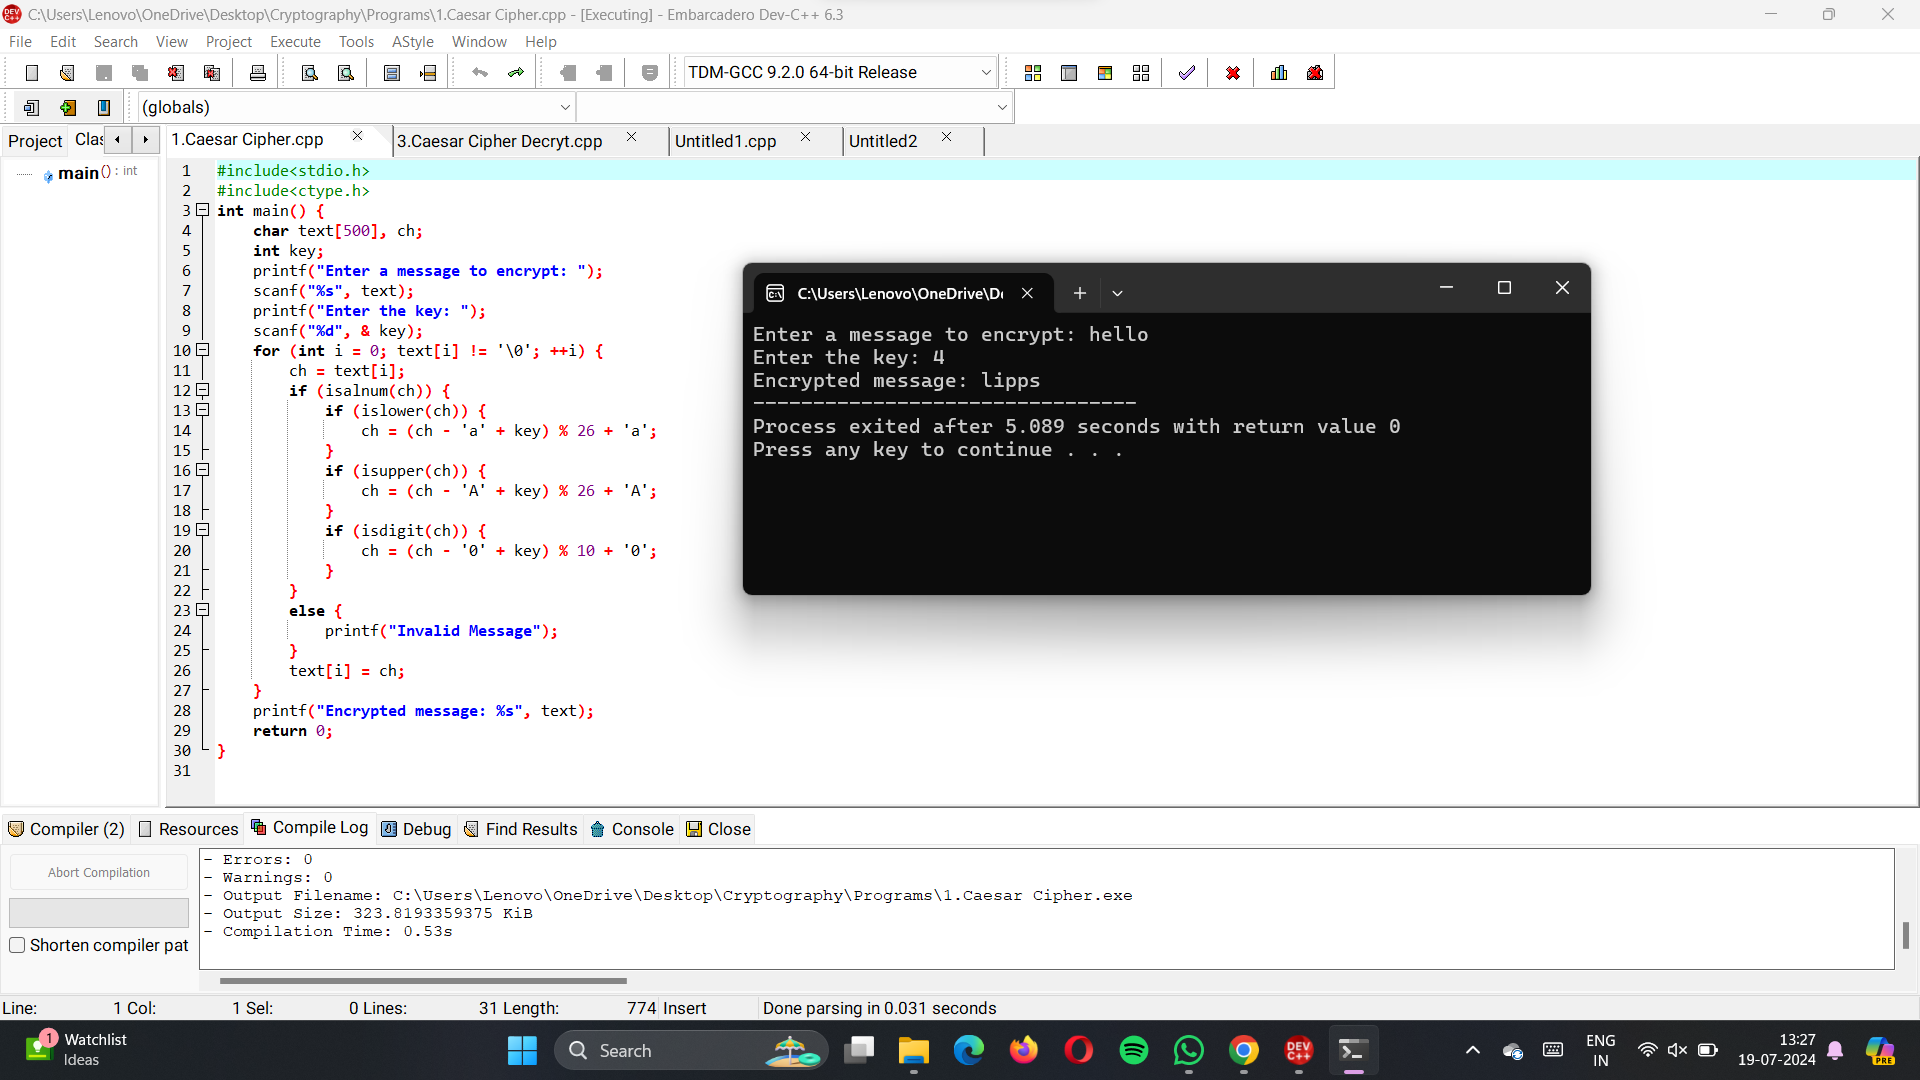 C:\Users\Lenovo\OneDrive\Desktop\Cryptography\Programs\1.Caesar Cipher.cpp - [Executing] - Embarcadero Dev-C++ 6.3
File Edit Search View Project Execute Tools AStyle Window Help
TDM-GCC 9.2.0 64-bit Release
(globals)
Project Clas 1.Caesar Cipher.cpp 3.Caesar Cipher Decryt.cpp Untitled1.cpp Untitled2
main() : int
1 #include<stdio.h>
2 #include<ctype.h>
3 int main() {
4 char text[500], ch;
5 int key;
6 printf("Enter a message to encrypt: ");
7 scanf("%s", text);
8 printf("Enter the key: ");
9 scanf("%d", & key);
10 for (int i = 0; text[i] != '\0'; ++i) {
11 ch = text[i];
12 if (isalnum(ch)) {
13 if (islower(ch)) {
14 ch = (ch - 'a' + key) % 26 + 'a';
15 }
16 if (isupper(ch)) {
17 ch = (ch - 'A' + key) % 26 + 'A';
18 }
19 if (isdigit(ch)) {
20 ch = (ch - '0' + key) % 10 + '0';
21 }
22 }
23 else {
24 printf("Invalid Message");
25 }
26 text[i] = ch;
27 }
28 printf("Encrypted message: %s", text);
29 return 0;
30 }
31
C:\Users\Lenovo\OneDrive\De
Enter a message to encrypt: hello
Enter the key: 4
Encrypted message: lipps
--------------------------------
Process exited after 5.089 seconds with return value 0
Press any key to continue . . .
Compiler (2) Resources Compile Log Debug Find Results Console Close
Abort Compilation
Shorten compiler pat
- Errors: 0
- Warnings: 0
- Output Filename: C:\Users\Lenovo\OneDrive\Desktop\Cryptography\Programs\1.Caesar Cipher.exe
- Output Size: 323.8193359375 KiB
- Compilation Time: 0.53s
Line: 1 Col: 1 Sel: 0 Lines: 31 Length: 774 Insert Done parsing in 0.031 seconds
1 Watchlist
Ideas
Search
DEV C++
ENG
IN
13:27
19-07-2024
PRE